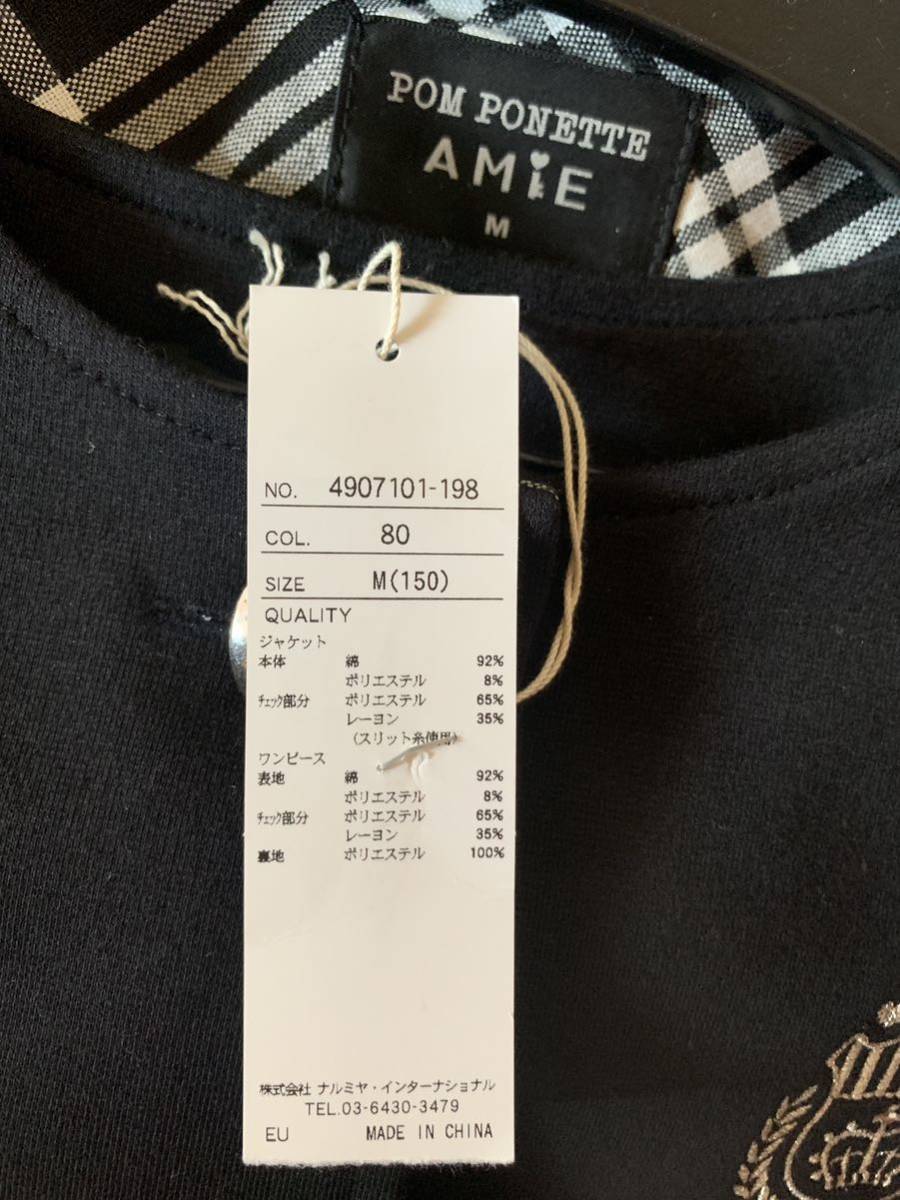 POM PONETTE
AMiE
M
NO. 4907101-198
COL. 80
SIZE M(150)
QUALITY
ジャケット
本体 綿 92%
ポリエステル 8%
チェック部分 ポリエステル 65%
レーヨン 35%
(スリット糸使用)
ワンピース
表地 綿 92%
ポリエステル 8%
チェック部分 ポリエステル 65%
レーヨン 35%
裏地 ポリエステル 100%
株式会社 ナルミヤ・インターナショナル
TEL.03-6430-3479
EU MADE IN CHINA